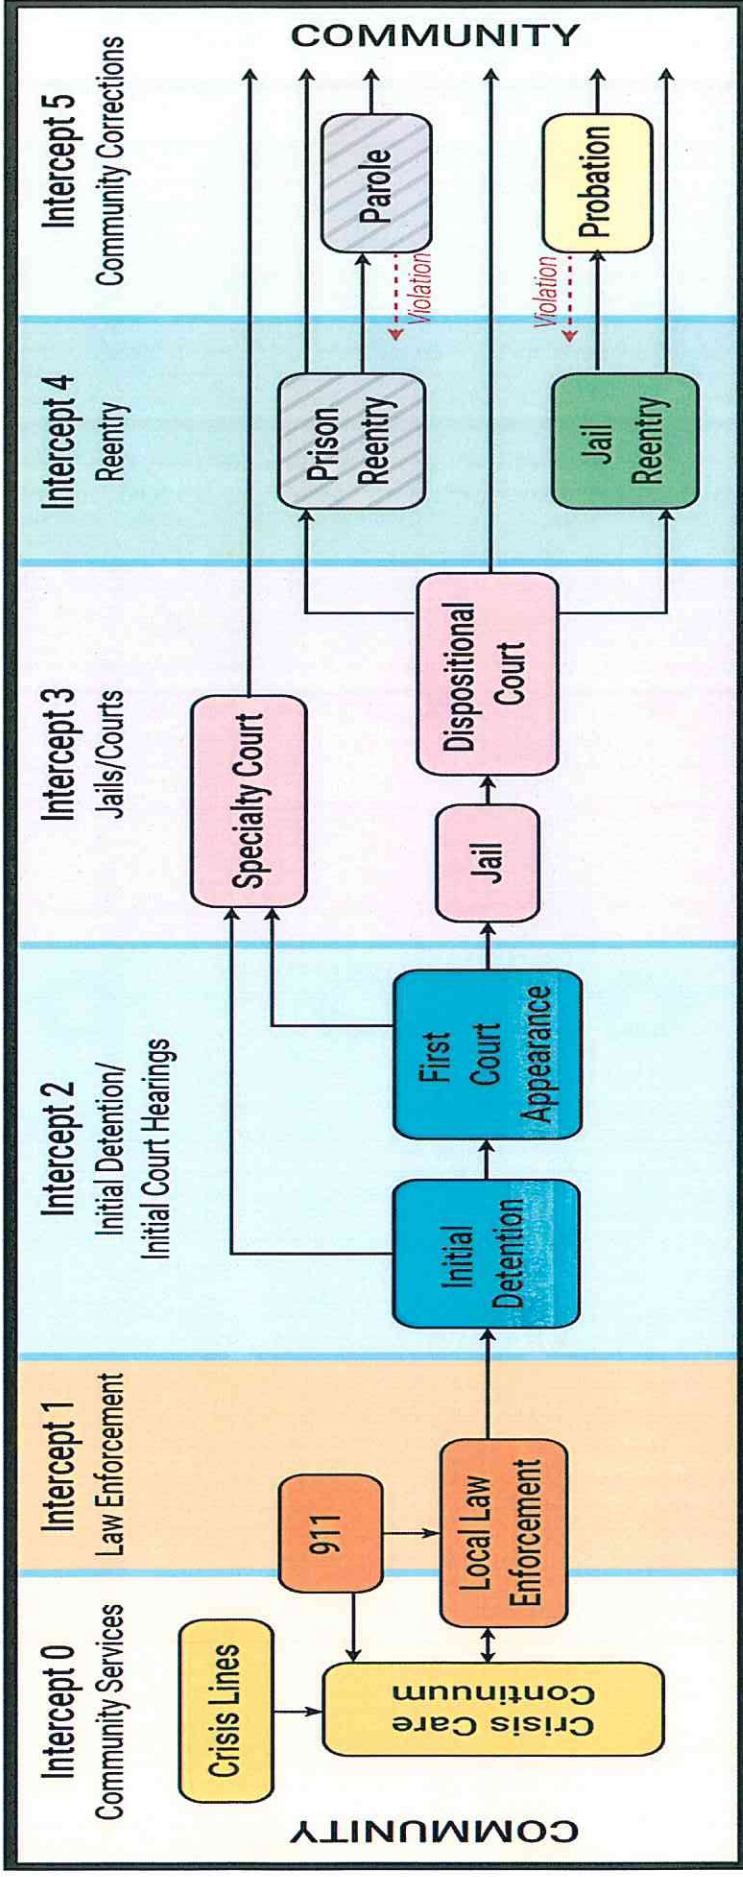 COMMUNITY
Intercept 0
Community Services
Crisis Lines
Crisis Care
Continuum
Intercept 1
Law Enforcement
911
Local Law
Enforcement
Intercept 2
Initial Detention/
Initial Court Hearings
Initial
Detention
First
Court
Appearance
Intercept 3
Jails/Courts
Specialty Court
Jail
Dispositional
Court
Intercept 4
Reentry
Prison
Reentry
Jail
Reentry
Intercept 5
Community Corrections
Parole
Violation
Violation
Probation
COMMUNITY